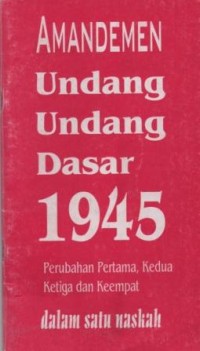 AMANDEMEN
Undang
Undang
Dasar
1945
Perubahan Pertama, Kedua
Ketiga dan Keempat
dalam satu naskah